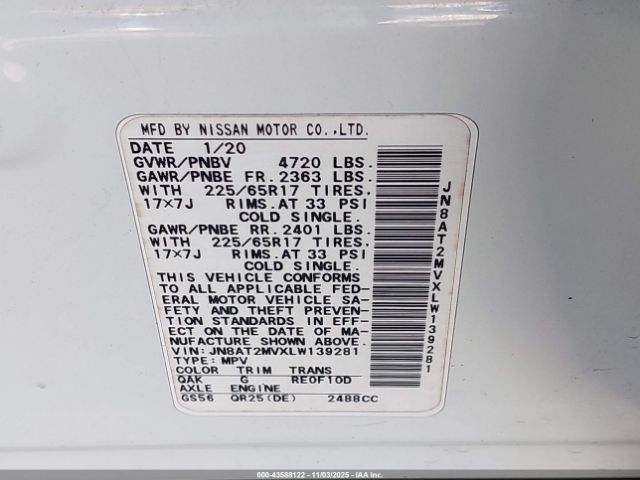 MFD BY NISSAN MOTOR CO.,LTD.
DATE 1/20
GVWR/PNBV 4720 LBS.
GAWR/PNBE FR. 2363 LBS.
WITH 225/65R17 TIRES.
17×7J RIMS.AT 33 PSI
COLD SINGLE.
GAWR/PNBE RR. 2401 LBS.
WITH 225/65R17 TIRES.
17×7J RIMS.AT 33 PSI
COLD SINGLE.
THIS VEHICLE CONFORMS
TO ALL APPLICABLE FED-
ERAL MOTOR VEHICLE SA-
FETY AND THEFT
PREVENTION STANDARDS IN EFF-
ECT ON THE DATE OF MA-
NUFACTURE SHOWN ABOVE.
VIN: JN8AT2MVXLW139281
TYPE: MPV
COLOR TRIM TRANS
QAK G RE0F10D
AXLE ENGINE
GS56 QR25(DE) 2488CC
JN8AT2MVXLW139281
000-43588122 - 11/03/2025 - IAAI.com